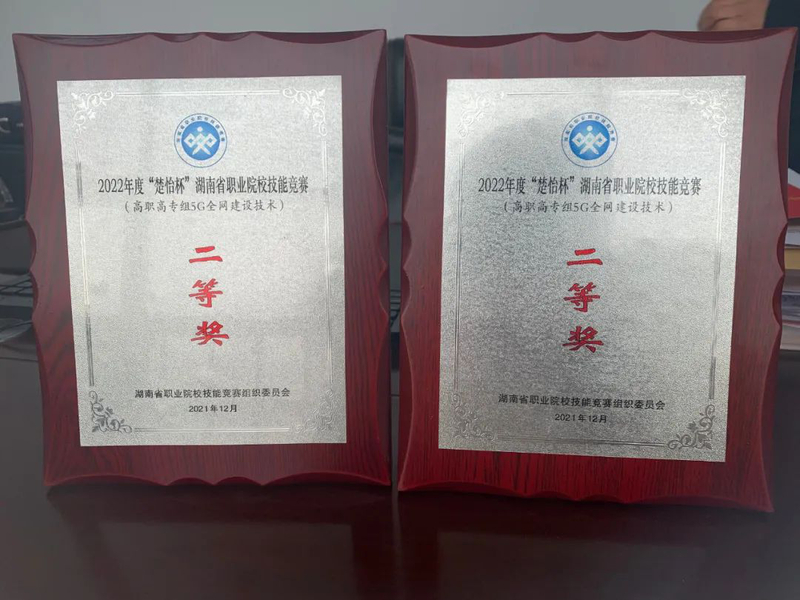 2022年度“楚怡杯”湖南省职业院校技能竞赛
（高职高专组5G全网建设技术）
二
等
奖
湖南省职业院校技能竞赛组织委员会
2021年12月
2022年度“楚怡杯”湖南省职业院校技能竞赛
（高职高专组5G全网建设技术）
二
等
奖
湖南省职业院校技能竞赛组织委员会
2021年12月